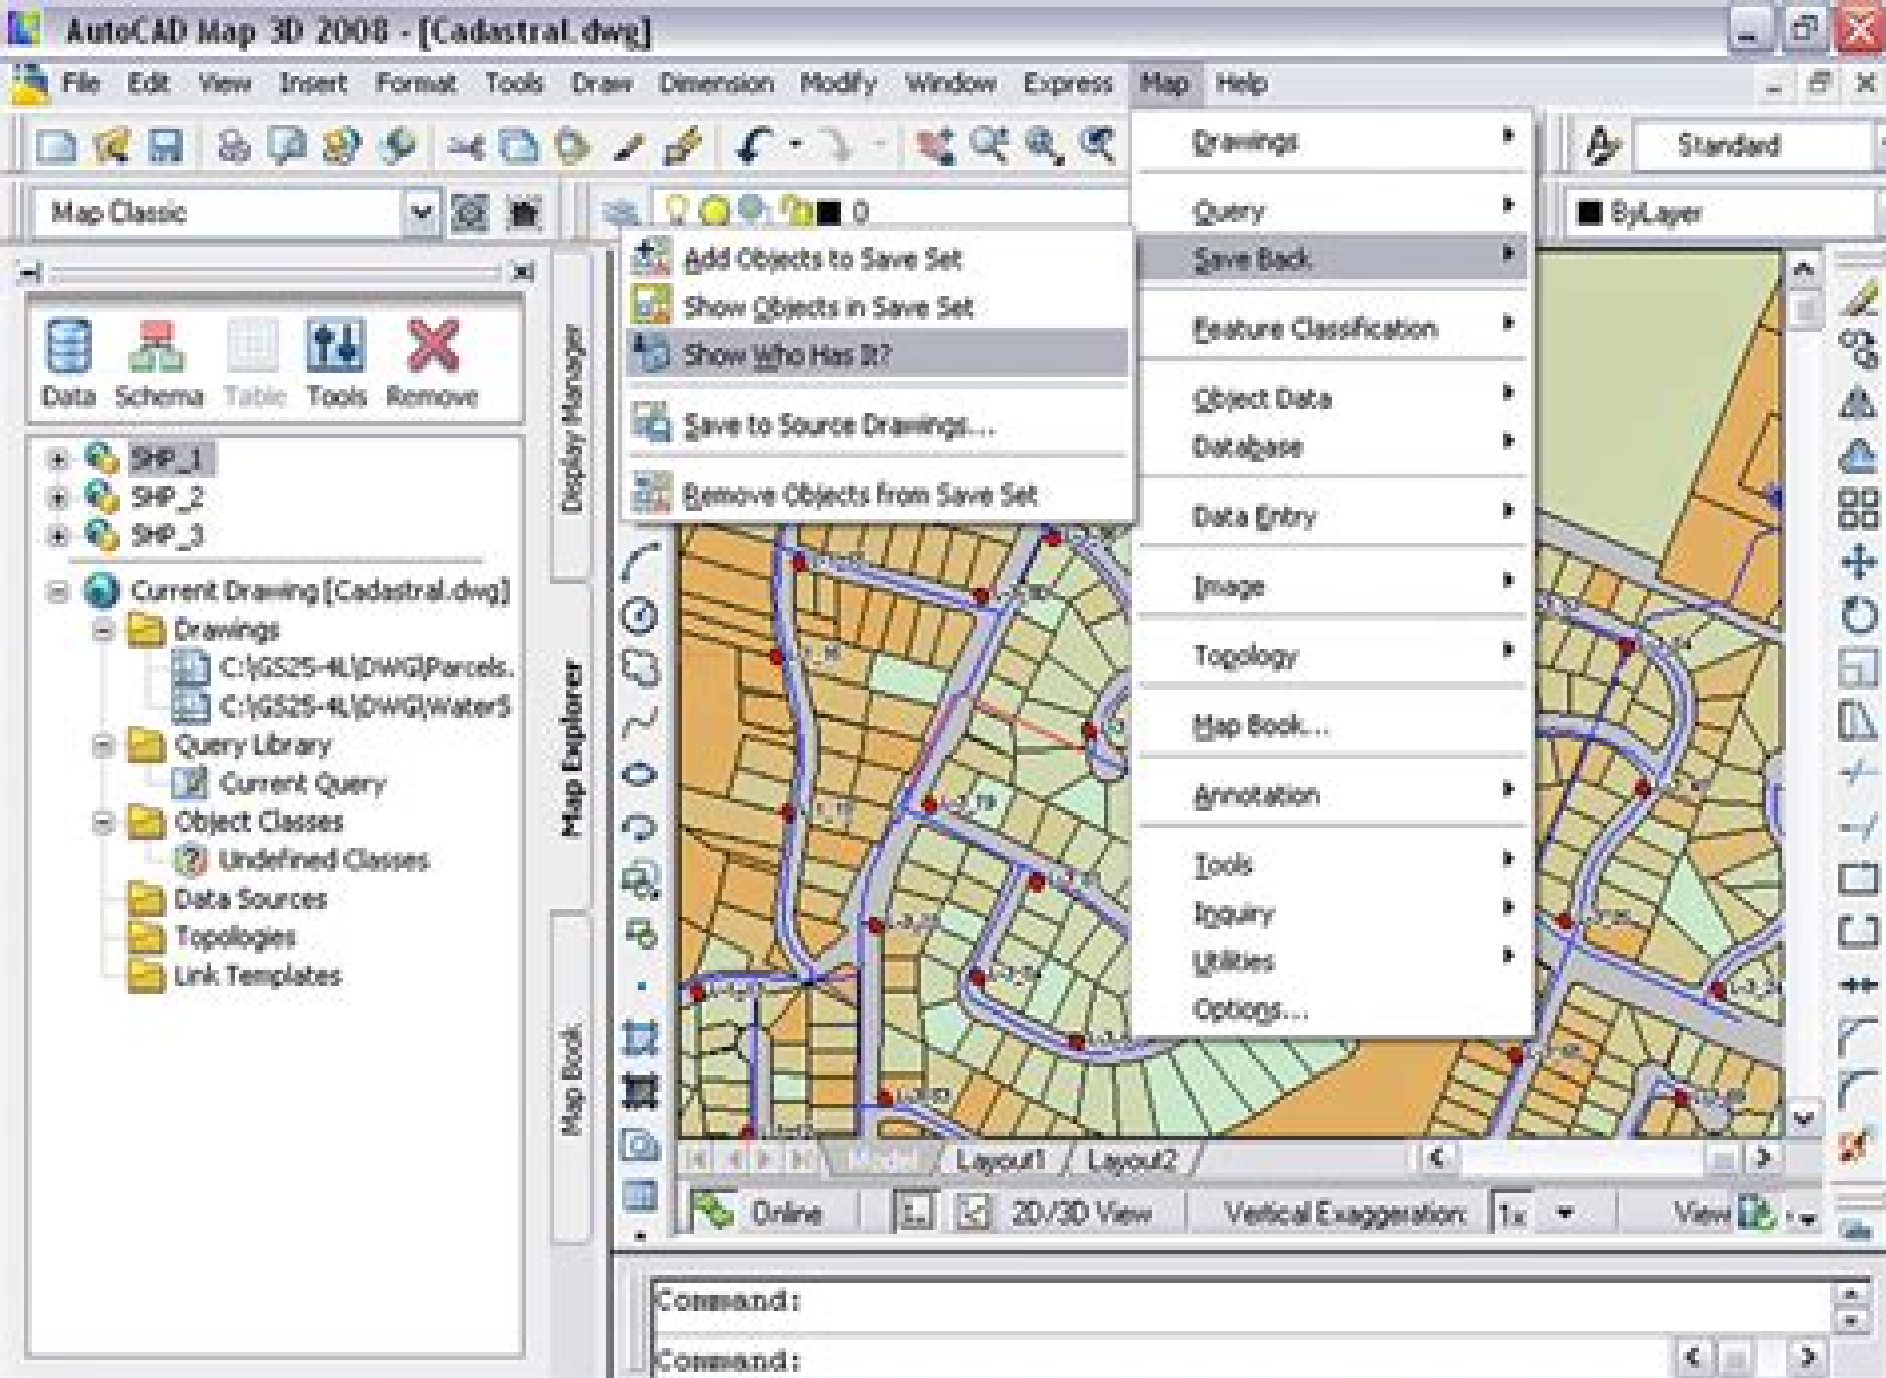 AutoCAD Map 3D 2008 - [Cadastral.dwg]
File Edit View Insert Format Tools Draw Dimension Modify Window Express Map Help
Standard
Map Classic
0
ByLayer
Drawings
Query
Save Back
Feature Classification
Object Data
Database
Data Entry
Image
Topology
Map Book...
Annotation
Tools
Inquiry
Utilities
Options...
Add Objects to Save Set
Show Objects in Save Set
Show Who Has It?
Save to Source Drawings...
Remove Objects from Save Set
Data Schema Table Tools Remove
SHP_1
SHP_2
SHP_3
Current Drawing [Cadastral.dwg]
Drawings
C:\GS25-4L\DWG\Parcels.
C:\GS25-4L\DWG\WaterS
Query Library
Current Query
Object Classes
Undefined Classes
Data Sources
Topologies
Link Templates
Display Manager
Map Explorer
Map Book
Layout1 Layout2
Online 2D/3D View Vertical Exaggeration: 1x View
Command:
Command: